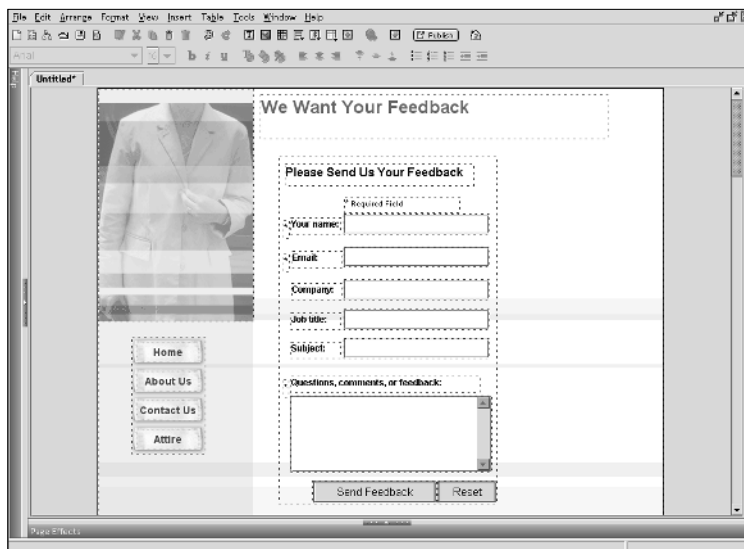 File Edit Arrange Format View Insert Table Tools Window Help
Publish
Arial
b i u
Untitled*
We Want Your Feedback
Please Send Us Your Feedback
* Required Field
* Your name:
* Email:
Company:
Job title:
Subject:
Home
About Us
Contact Us
Attire
* Questions, comments, or feedback:
Send Feedback Reset
Page Effects